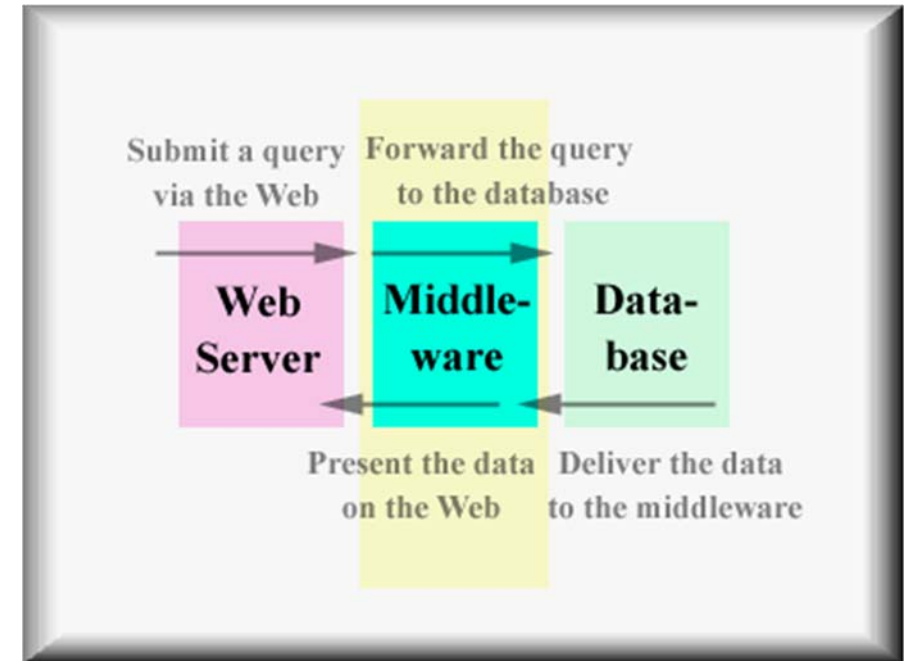 Submit a query
via the Web
Forward the query
to the database
Web
Server
Middle-
ware
Data-
base
Present the data
on the Web
Deliver the data
to the middleware